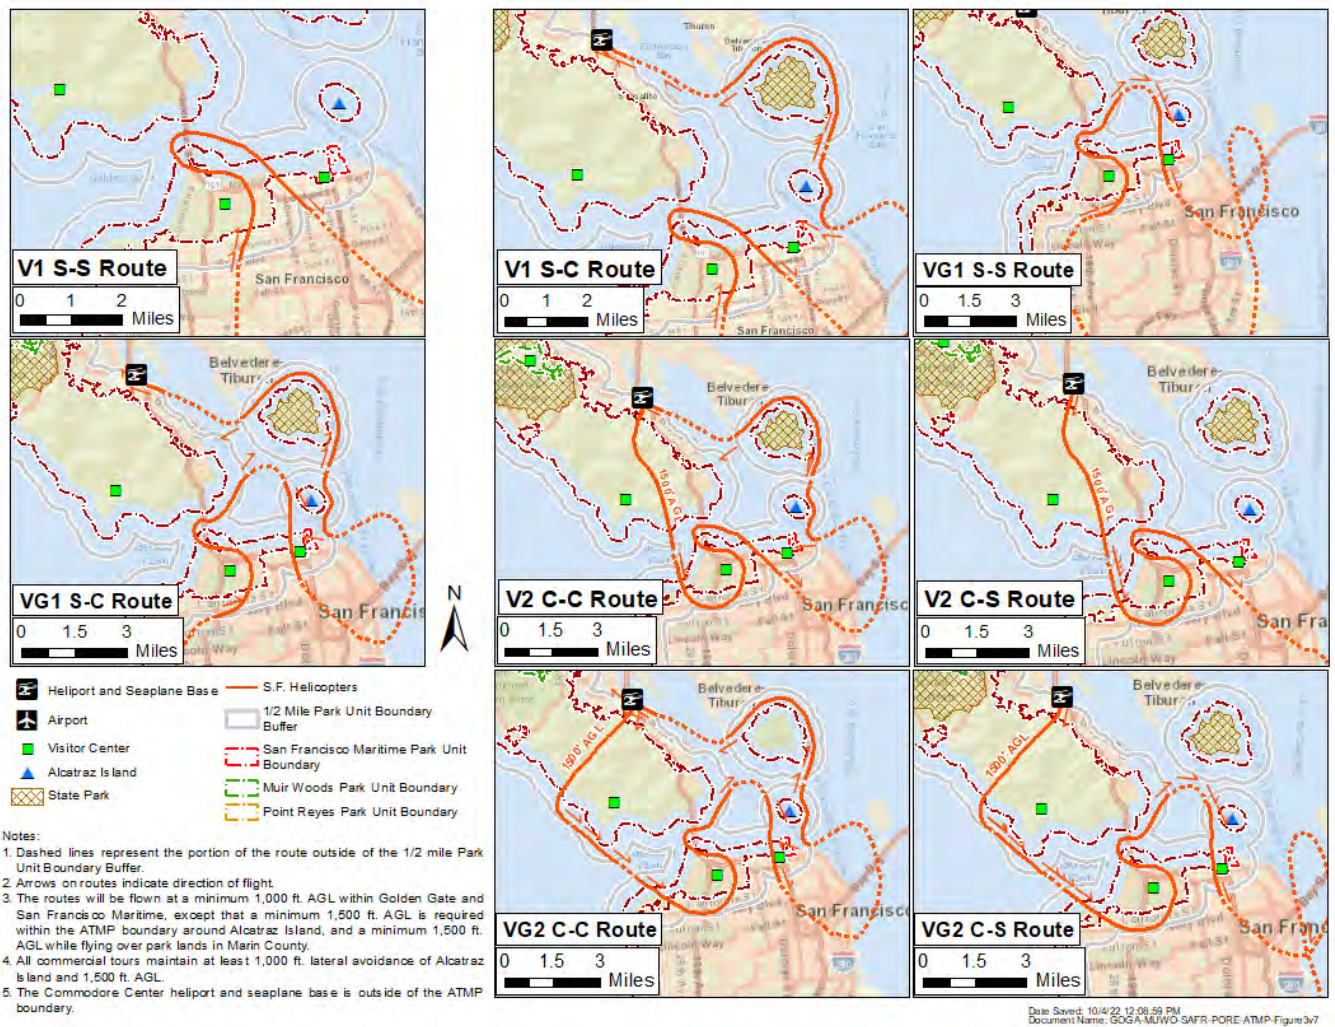 Tiburon
Sausalito
V1 S-S Route
0 1 2
Miles
San Francisco
V1 S-C Route
0 1 2
Miles
San Francisco
VG1 S-S Route
0 1.5 3
Miles
San Francisco
Belvedere-
VG1 S-C Route
0 1.5 3
Miles
San Francis
N
Belvedere-
1500' AGL
V2 C-C Route
0 1.5 3
Miles
San Francisc
Lincoln Way
Belvedere-
1500' AGL
V2 C-S Route
0 1.5 3
Miles
San Fra
Lincoln Way
Belvedere-
1500' AGL
VG2 C-C Route
0 1.5 3
Miles
San Francisco
Belvedere-
1500' AGL
VG2 C-S Route
0 1.5 3
Miles
San Franc
Lincoln Way
280
Heliport and Seaplane Base
Airport
Visitor Center
Alcatraz Island
State Park
S.F. Helicopters
1/2 Mile Park Unit Boundary
Buffer
San Francisco Maritime Park Unit
Boundary
Muir Woods Park Unit Boundary
Point Reyes Park Unit Boundary
Notes:
1. Dashed lines represent the portion of the route outside of the 1/2 mile Park
Unit Boundary Buffer.
2. Arrows on routes indicate direction of flight.
3. The routes will be flown at a minimum 1,000 ft. AGL within Golden Gate and
San Francisco Maritime, except that a minimum 1,500 ft. AGL is required
within the ATMP boundary around Alcatraz Island, and a minimum 1,500 ft.
AGL while flying over park lands in Marin County.
4. All commercial tours maintain at least 1,000 ft. lateral avoidance of Alcatraz
Island and 1,500 ft. AGL.
5. The Commodore Center heliport and seaplane base is outside of the ATMP
boundary.
Date Saved: 10/4/22 12:08:59 PM
Document Name: GOGA-MUWO-SAFR-PORE-ATMP-Figure3v7